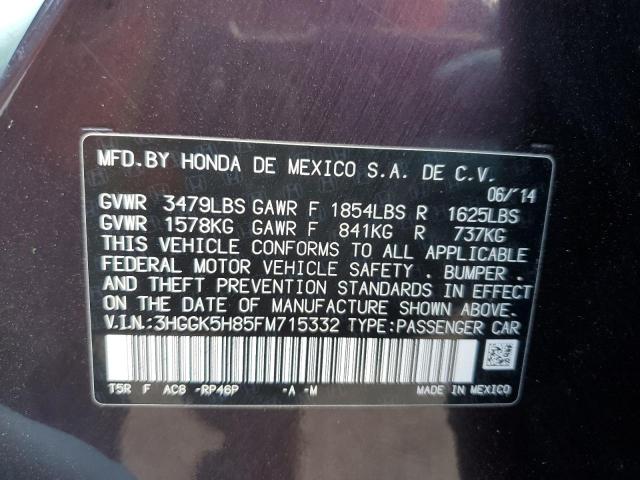 MFD.BY HONDA DE MEXICO S.A. DE C.V.
06/'14
GVWR 3479LBS GAWR F 1854LBS R 1625LBS
GVWR 1578KG GAWR F 841KG R 737KG
THIS VEHICLE CONFORMS TO ALL APPLICABLE
FEDERAL MOTOR VEHICLE SAFETY . BUMPER .
AND THEFT PREVENTION STANDARDS IN EFFECT
ON THE DATE OF MANUFACTURE SHOWN ABOVE.
V.I.N.:3HGGK5H85FM715332 TYPE:PASSENGER CAR
T5R F AC8 -RP46P -A -M MADE IN MEXICO